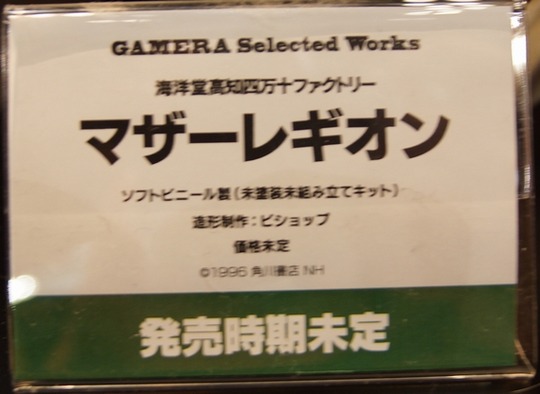 GAMERA Selected Works
海洋堂高知四万十ファクトリー
マザーレギオン
ソフトビニール製（未塗装未組み立てキット）
造形制作：ビショップ
価格未定
©1996 角川書店 NH
発売時期未定